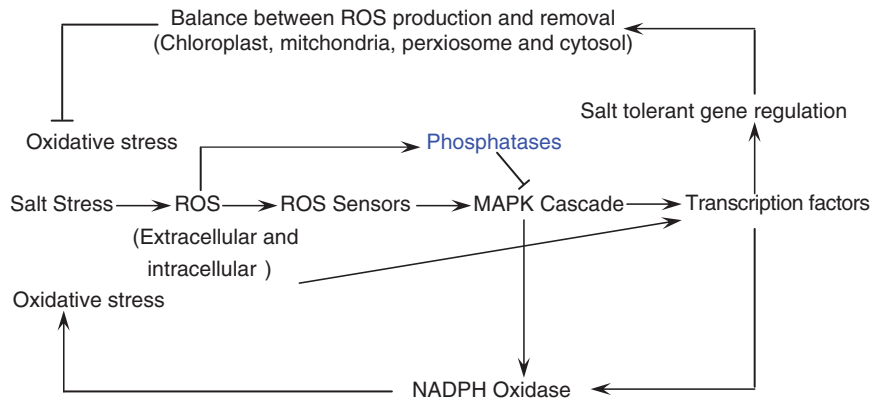 Balance between ROS production and removal
(Chloroplast, mitchondria, perxiosome and cytosol)
Salt tolerant gene regulation
Oxidative stress
Phosphatases
Salt Stress
ROS
ROS Sensors
MAPK Cascade
Transcription factors
(Extracellular and
intracellular )
Oxidative stress
NADPH Oxidase